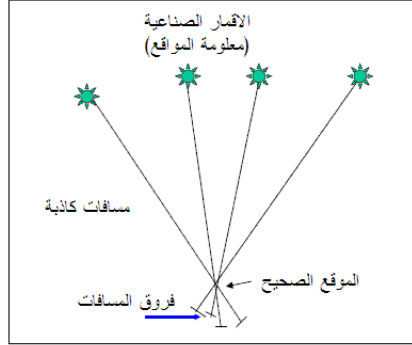 الاقمار الصناعية
(معلومة المواقع)
مسافات كاذبة
الموقع الصحيح
فروق المسافات